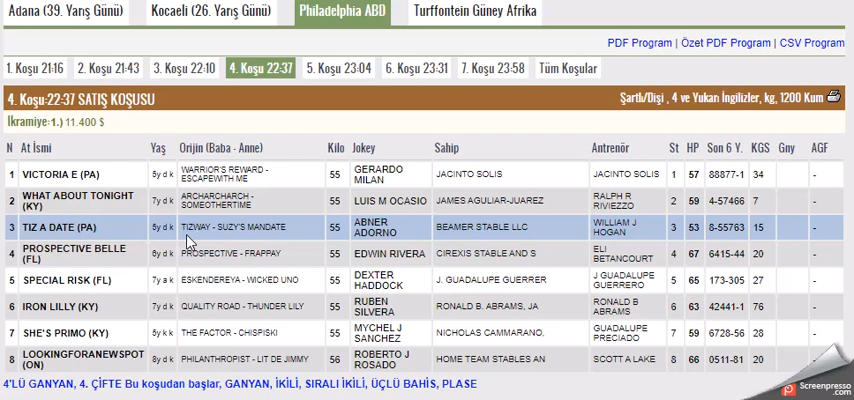 Adana (39. Yarış Günü) Kocaeli (26. Yarış Günü) Philadelphia ABD Turffontein Güney Afrika
PDF Program | Özet PDF Program | CSV Program
1. Koşu 21:16 2. Koşu 21:43 3. Koşu 22:10 4. Koşu 22:37 5. Koşu 23:04 6. Koşu 23:31 7. Koşu 23:58 Tüm Koşular
4. Koşu-22:37 SATIŞ KOŞUSU Şartlı/Dişi , 4 ve Yukarı İngilizler, kg, 1200 Kum
İkramiye:1.) 11.400 $
N At İsmi Yaş Orijin (Baba - Anne) Kilo Jokey Sahip Antrenör St HP Son 6 Y. KGS Gny AGF
1 VICTORIA E (PA) 5y d k WARRIOR'S REWARD - ESCAPEWITH ME 55 GERARDO MILAN JACINTO SOLIS JACINTO SOLIS 1 57 88877-1 34 -
2 WHAT ABOUT TONIGHT (KY) 7y d k ARCHARCHARCH - SOMEOTHERTIME 55 LUIS M OCASIO JAMES AGULIAR-JUAREZ RALPH R RIVIEZZO 2 59 4-57466 7 -
3 TIZ A DATE (PA) 5y d k TIZWAY - SUZY'S MANDATE 55 ABNER ADORNO BEAMER STABLE LLC WILLIAM J HOGAN 3 53 8-55763 15 -
4 PROSPECTIVE BELLE (FL) 6y d k PROSPECTIVE - FRAPPAY 55 EDWIN RIVERA CIREXIS STABLE AND S ELI BETANCOURT 4 67 6415-44 20 -
5 SPECIAL RISK (FL) 7y a k ESKENDEREYA - WICKED UNO 55 DEXTER HADDOCK J. GUADALUPE GUERRER J GUADALUPE GUERRERO 5 65 173-305 27 -
6 IRON LILLY (KY) 7y d k QUALITY ROAD - THUNDER LILY 55 RUBEN SILVERA RONALD B. ABRAMS, JA RONALD B ABRAMS 6 63 42441-1 76 -
7 SHE'S PRIMO (KY) 5y k k THE FACTOR - CHISPISKI 55 MYCHEL J SANCHEZ NICHOLAS CAMMARANO, GUADALUPE PRECIADO 7 59 6728-56 28 -
8 LOOKINGFORANEWSPOT (ON) 8y d k PHILANTHROPIST - LIT DE JIMMY 56 ROBERTO J ROSADO HOME TEAM STABLES AN SCOTT A LAKE 8 66 0511-81 20 -
4'LÜ GANYAN, 4. ÇİFTE Bu koşudan başlar, GANYAN, İKİLİ, SIRALI İKİLİ, ÜÇLÜ BAHİS, PLASE
Screenpresso
.com